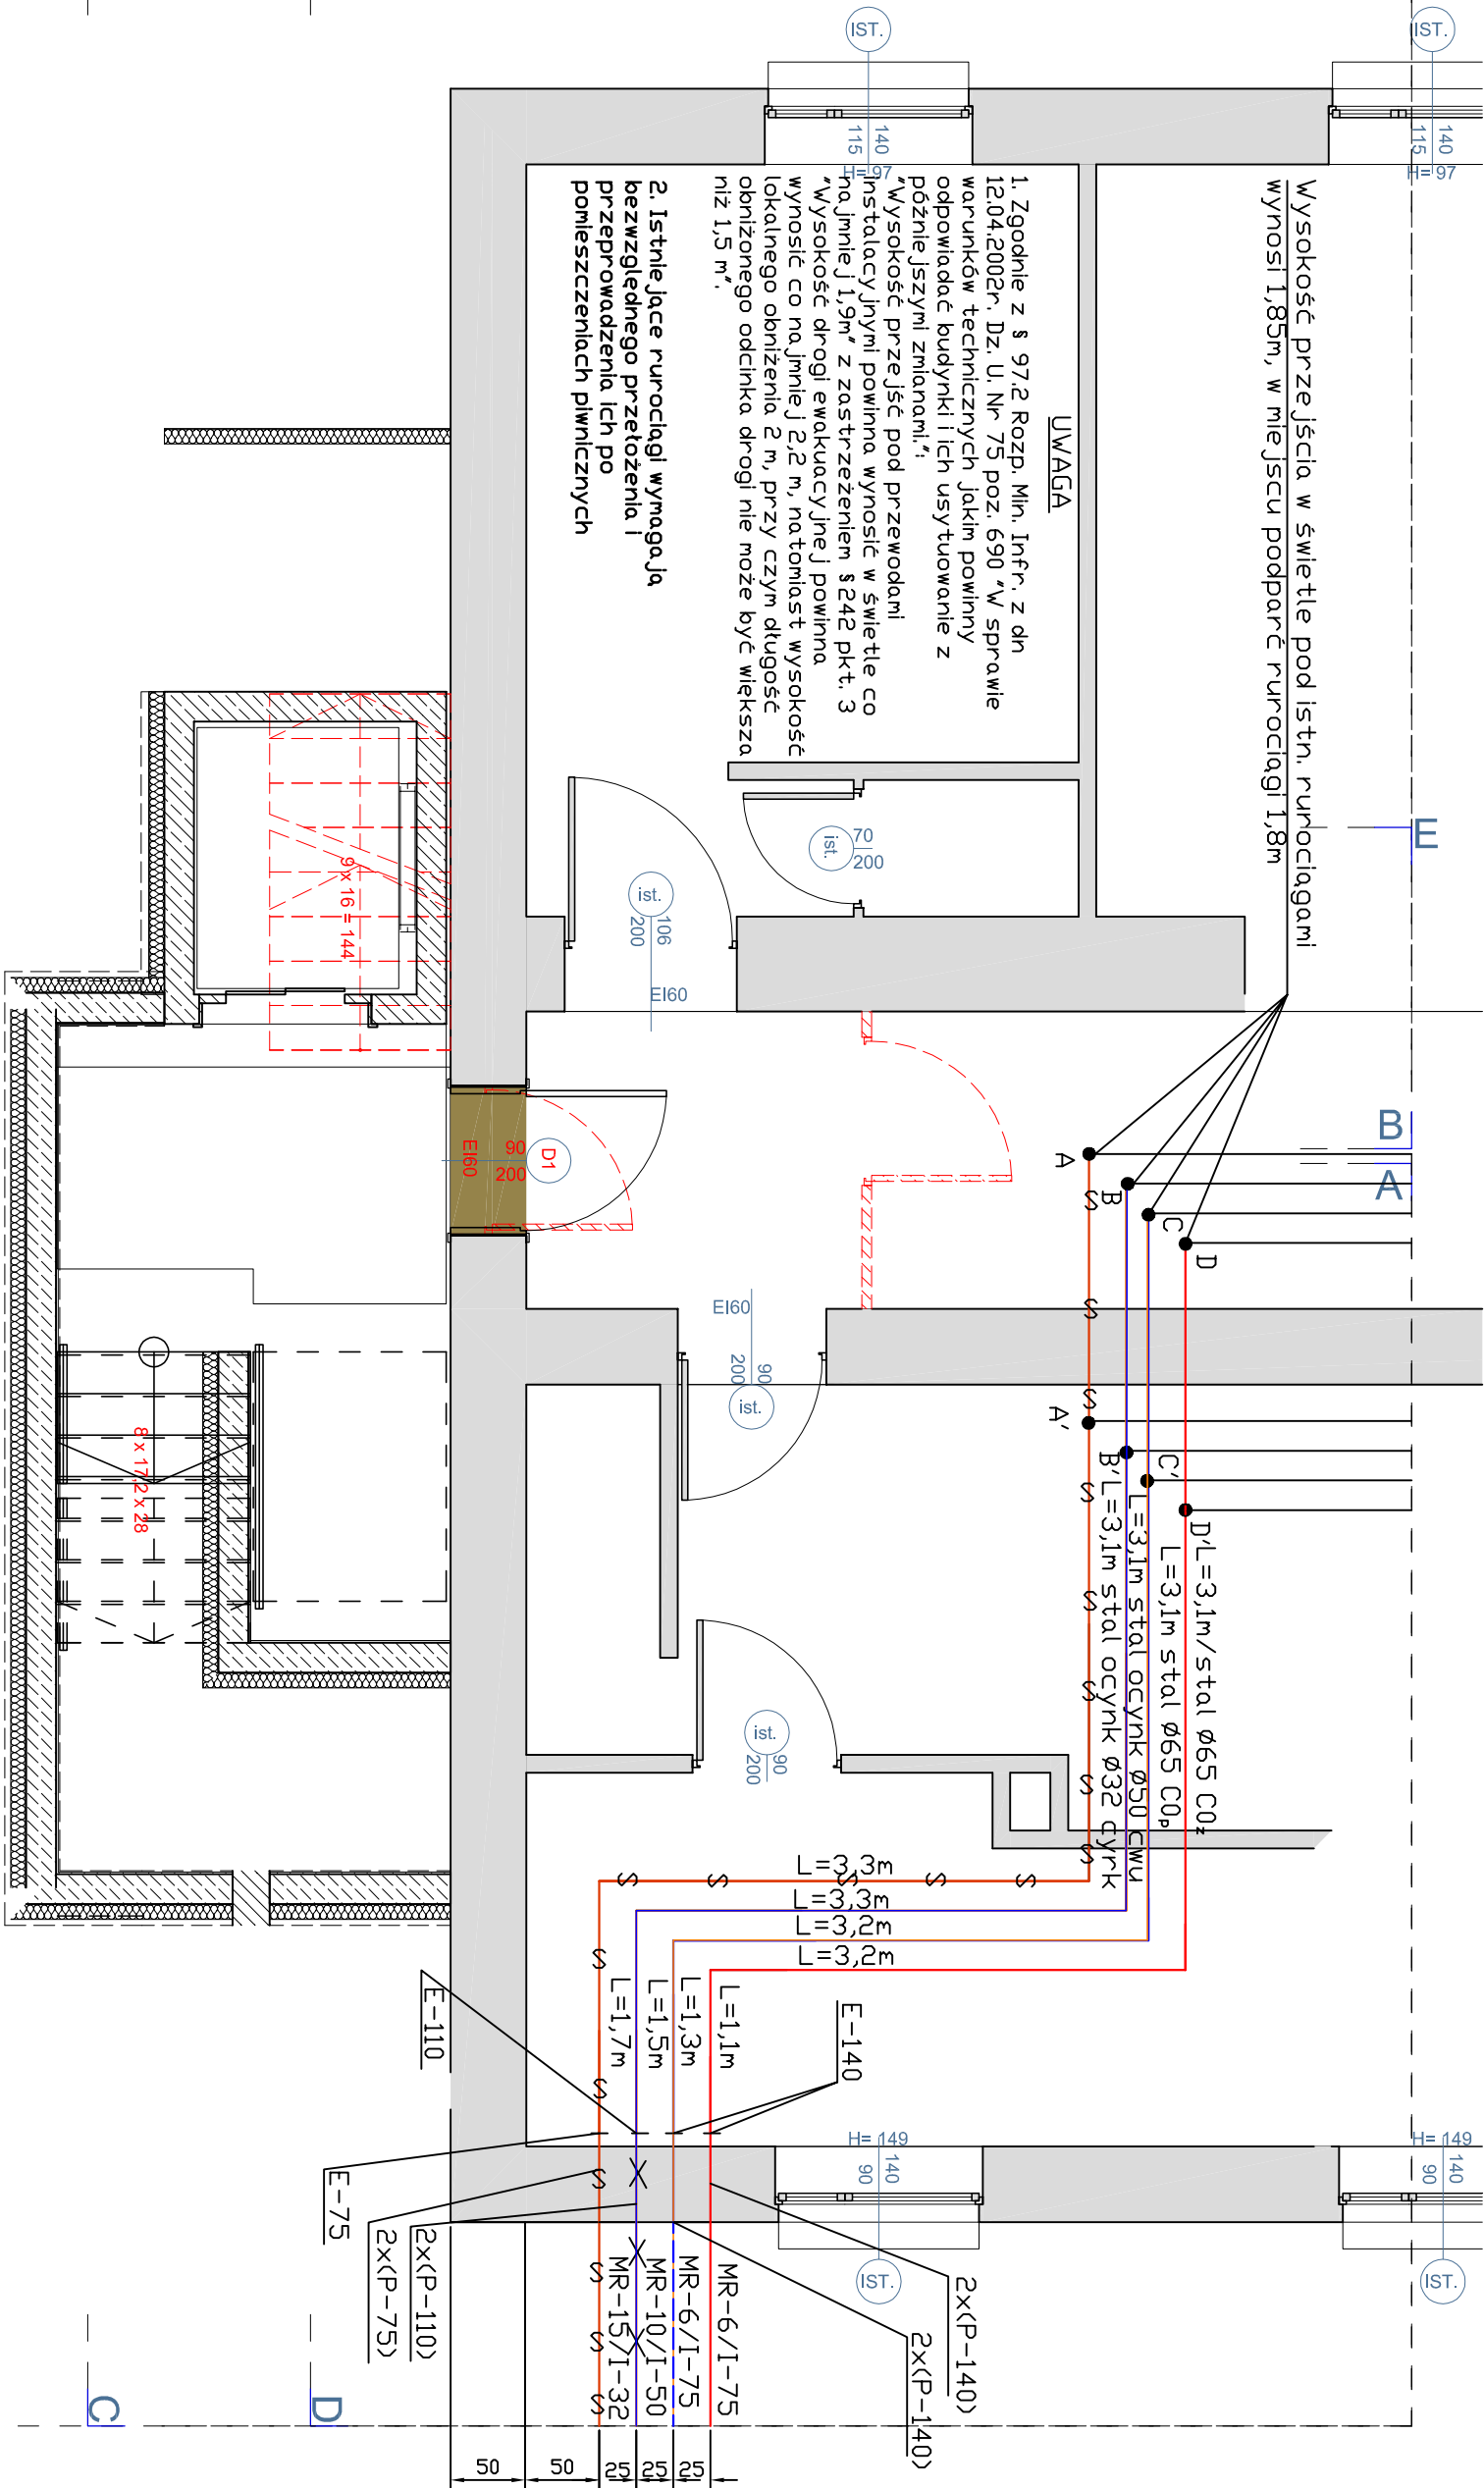 IST.
140
115
H= 97
IST.
140
115
H= 97
Wysokość przejścia w świetle pod istn. rurociągami
wynosi 1,85m, w miejscu podparć rurociągi 1,8m
UWAGA
1. Zgodnie z § 97.2 Rozp. Min. Infr. z dn
12.04.2002r. Dz. U. Nr 75 poz. 690 "W sprawie
warunków technicznych jakim powinny
odpowiadać budynki i ich usytuowanie z
późniejszymi zmianami.":
"Wysokość przejść pod przewodami
instalacyjnymi powinna wynosić w świetle co
najmniej 1,9m" z zastrzeżeniem §242 pkt. 3
"Wysokość drogi ewakuacyjnej powinna
wynosić co najmniej 2,2 m, natomiast wysokość
lokalnego obniżenia 2 m, przy czym długość
obniżonego odcinka drogi nie może być większa
niż 1,5 m".
2. Istniejące rurociągi wymagają
bezwzględnego przełożenia i
przeprowadzenia ich po
pomieszczeniach piwnicznych
E
B
A
ist.
70
200
ist.
106
200
EI60
9 x 16 = 144
D1
90
200
EI60
A
B
C
D
EI60
90
200
ist.
A'
B'L=3,1m stal ocynk Ø32 cyrk
C'
L=3,1m stal ocynk Ø50 cwu
L=3,1m stal Ø65 CO p
D'L=3,1m/stal Ø65 CO z
8 x 17,2 x 28
ist.
90
200
L=3,3m
L=3,3m
L=3,2m
L=3,2m
L=1,1m
L=1,3m
L=1,5m
L=1,7m
E-140
E-110
E-75
H= 149
140
90
IST.
H= 149
140
90
IST.
2x(P-140)
2x(P-140)
2x(P-110)
2x(P-75)
MR-6/I-75
MR-6/I-75
MR-10/I-50
MR-15/I-32
C
D
50
50
25
25
25